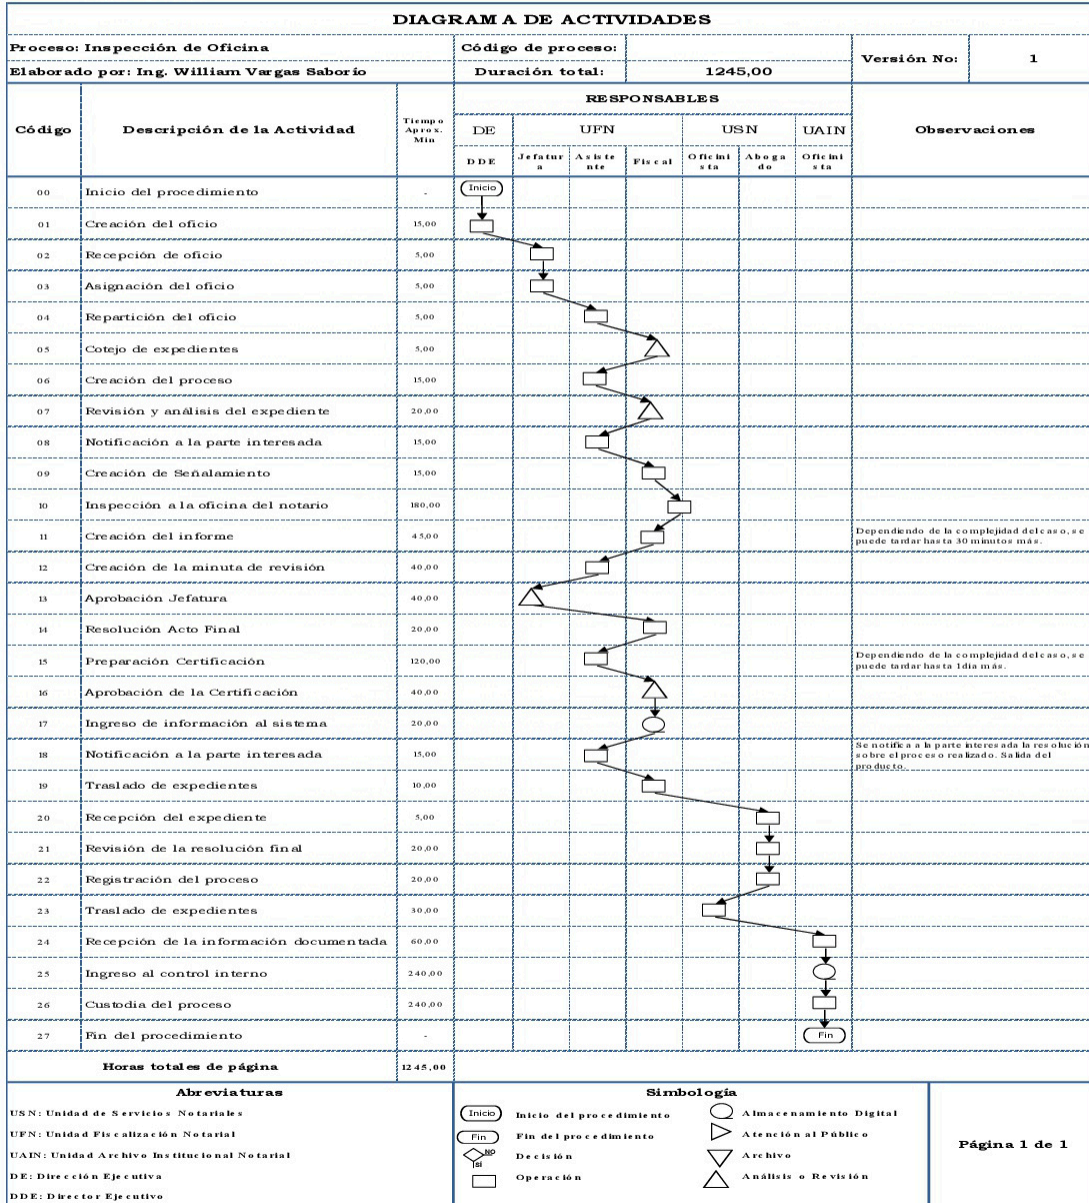 DIAGRAMA DE ACTIVIDADES
Proceso: Inspección de Oficina Código de proceso: Versión No: 1
Elaborado por: Ing. William Vargas Saborío Duración total: 1245,00
Código Descripción de la Actividad Tiempo Aprox. Min RESPONSABLES Observaciones
DE UFN USN UAIN
DDE Jefatura Asistente Fiscal Oficinista Abogado Oficinista
00 Inicio del procedimiento - Inicio
01 Creación del oficio 15,00
02 Recepción de oficio 5,00
03 Asignación del oficio 5,00
04 Repartición del oficio 5,00
05 Cotejo de expedientes 5,00
06 Creación del proceso 15,00
07 Revisión y análisis del expediente 20,00
08 Notificación a la parte interesada 15,00
09 Creación de Señalamiento 15,00
10 Inspección a la oficina del notario 180,00
11 Creación del informe 45,00 Dependiendo de la complejidad del caso, se
puede tardar hasta 30 minutos más.
12 Creación de la minuta de revisión 40,00
13 Aprobación Jefatura 40,00
14 Resolución Acto Final 20,00
15 Preparación Certificación 120,00 Dependiendo de la complejidad del caso, se
puede tardar hasta 1dia más.
16 Aprobación de la Certificación 40,00
17 Ingreso de información al sistema 20,00
18 Notificación a la parte interesada 15,00 Se notifica a la parte interesada la resolución
sobre el proceso realizado. Salida del
producto.
19 Traslado de expedientes 10,00
20 Recepción del expediente 5,00
21 Revisión de la resolución final 20,00
22 Registración del proceso 20,00
23 Traslado de expedientes 30,00
24 Recepción de la información documentada 60,00
25 Ingreso al control interno 240,00
26 Custodia del proceso 240,00
27 Fin del procedimiento - Fin
Horas totales de página 1245,00
Abreviaturas
USN: Unidad de Servicios Notariales
UFN: Unidad Fiscalización Notarial
UAIN: Unidad Archivo Institucional Notarial
DE: Dirección Ejecutiva
DDE: Director Ejecutivo
Simbología
Inicio Inicio del procedimiento Almacenamiento Digital
Fin Fin del procedimiento Atención al Público
NO SÍ Decisión Archivo
Operación Análisis o Revisión
Página 1 de 1